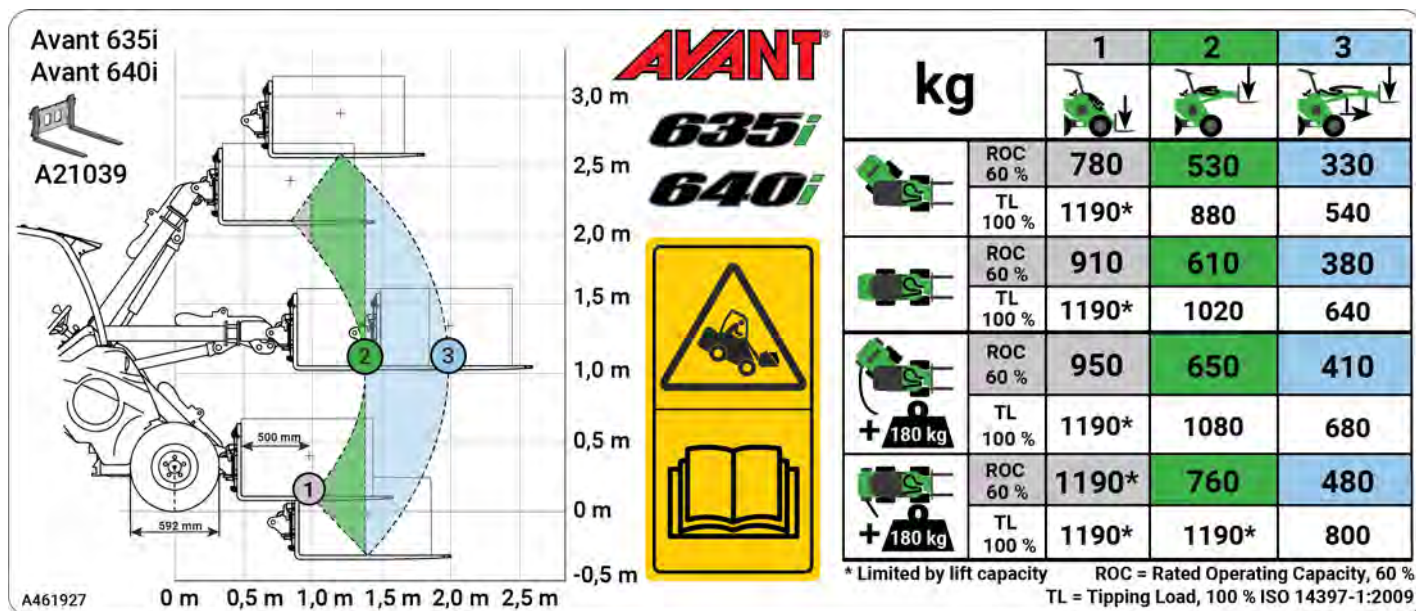 Avant 635i
Avant 640i
A21039
3,0 m
2,5 m
2,0 m
1,5 m
1,0 m
0,5 m
0 m
-0,5 m
2
3
500 mm
1
592 mm
A461927
0 m 0,5 m 1,0 m 1,5 m 2,0 m 2,5 m
AVANT®
635i
640i
kg 1 2 3
ROC 60 % 780 530 330
TL 100 % 1190* 880 540
ROC 60 % 910 610 380
TL 100 % 1190* 1020 640
ROC 60 % 950 650 410
+ 180 kg TL 100 % 1190* 1080 680
ROC 60 % 1190* 760 480
+ 180 kg TL 100 % 1190* 1190* 800
* Limited by lift capacity ROC = Rated Operating Capacity, 60 %
TL = Tipping Load, 100 % ISO 14397-1:2009